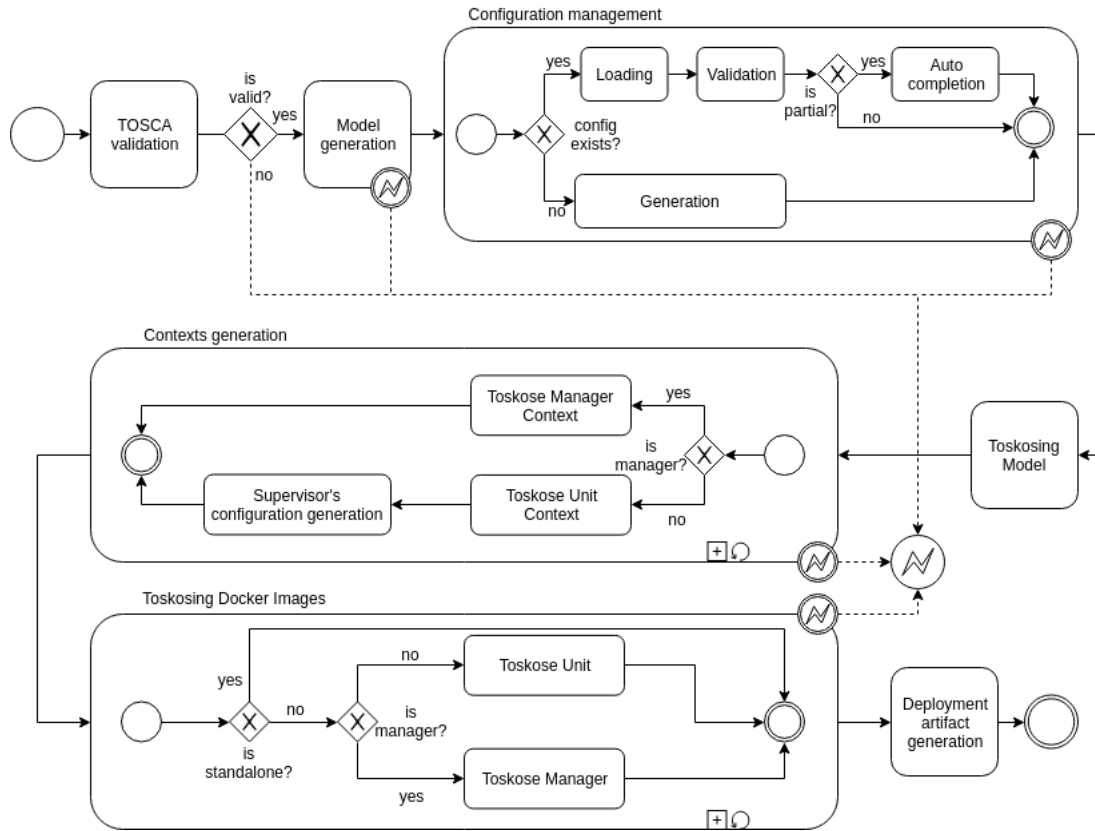 Configuration management
is
valid?
yes
no
TOSCA
validation
Model
generation
yes
Loading
Validation
is
partial?
yes
Auto
completion
no
config
exists?
no
Generation
Contexts generation
Toskose Manager
Context
yes
is
manager?
Toskosing
Model
Supervisor's
configuration generation
Toskose Unit
Context
no
Toskosing Docker Images
yes
no
Toskose Unit
no
is
manager?
is
standalone?
yes
Toskose Manager
Deployment
artifact
generation